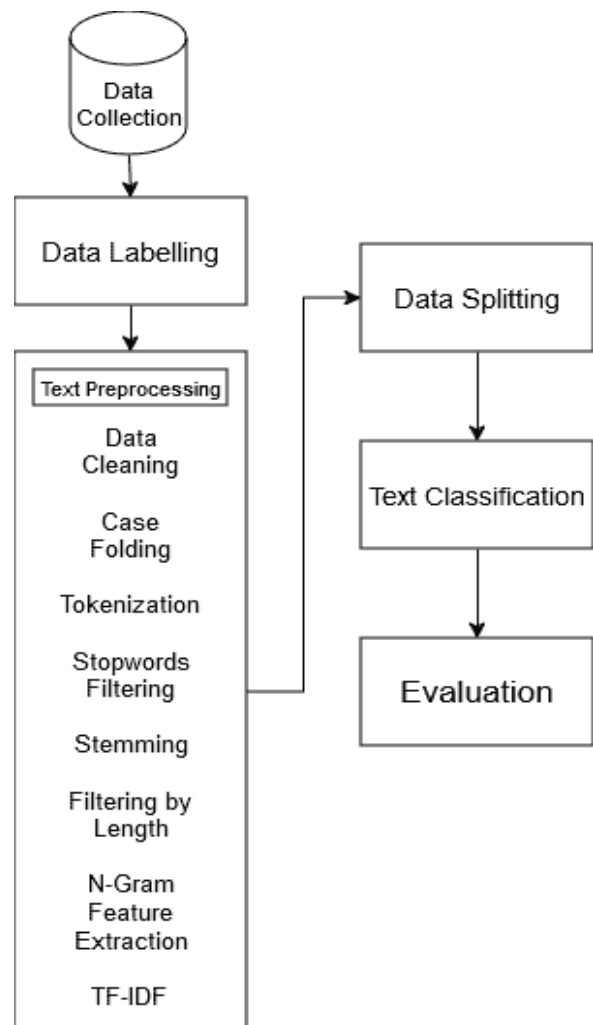 Data
Collection
Data Labelling
Text Preprocessing
Data
Cleaning
Case
Folding
Tokenization
Stopwords
Filtering
Stemming
Filtering by
Length
N-Gram
Feature
Extraction
TF-IDF
Data Splitting
Text Classification
Evaluation